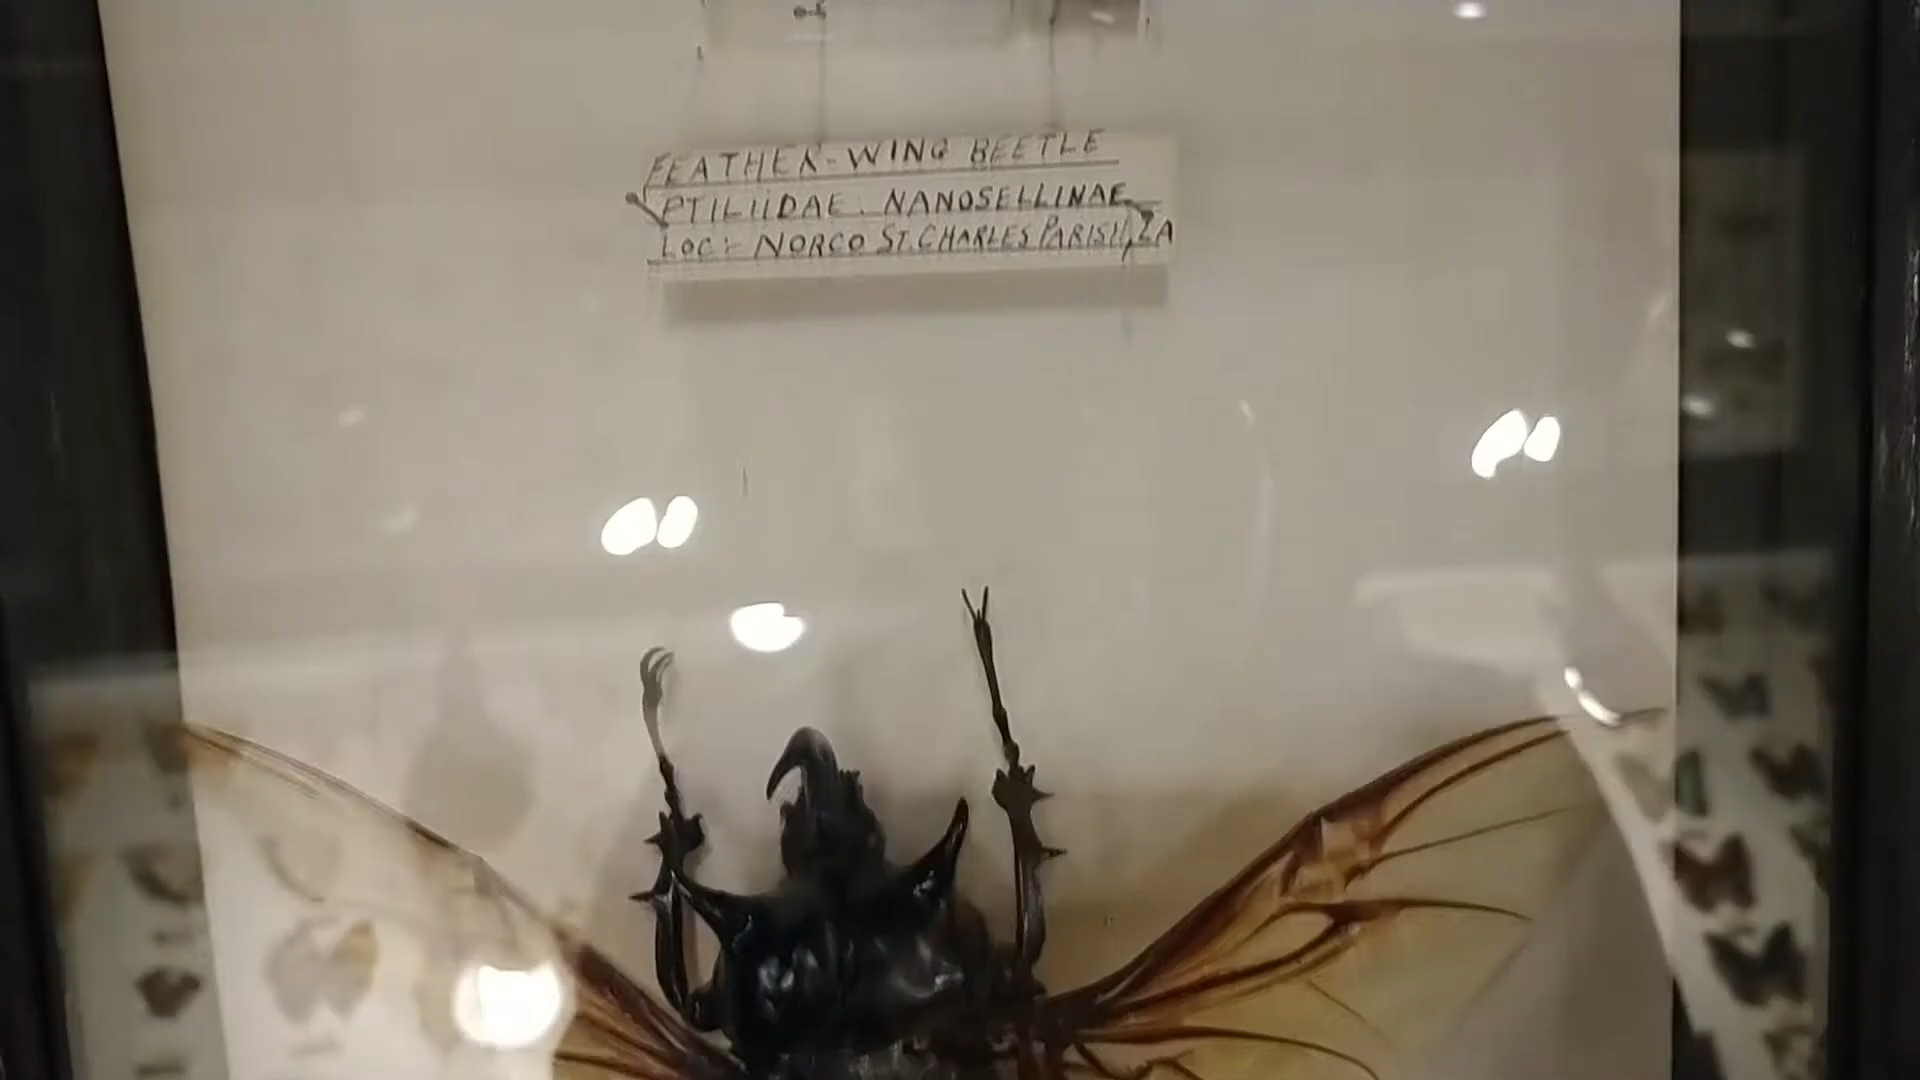 FEATHER-WING BEETLE
PTILIIDAE. NANOSELLINAE
LOC:- NORCO ST. CHARLES PARISH, LA